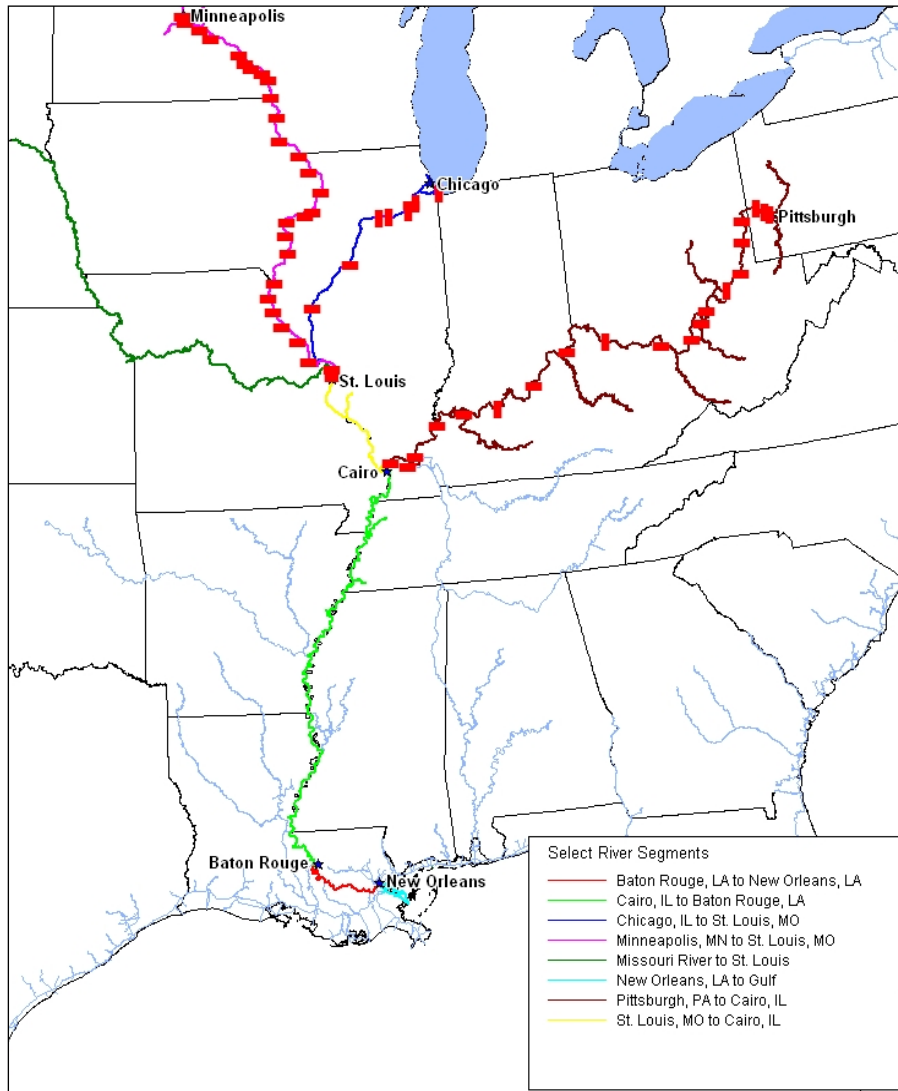 Minneapolis
Chicago
Pittsburgh
St. Louis
Cairo
Baton Rouge
New Orleans
Select River Segments
Baton Rouge, LA to New Orleans, LA
Cairo, IL to Baton Rouge, LA
Chicago, IL to St. Louis, MO
Minneapolis, MN to St. Louis, MO
Missouri River to St. Louis
New Orleans, LA to Gulf
Pittsburgh, PA to Cairo, IL
St. Louis, MO to Cairo, IL